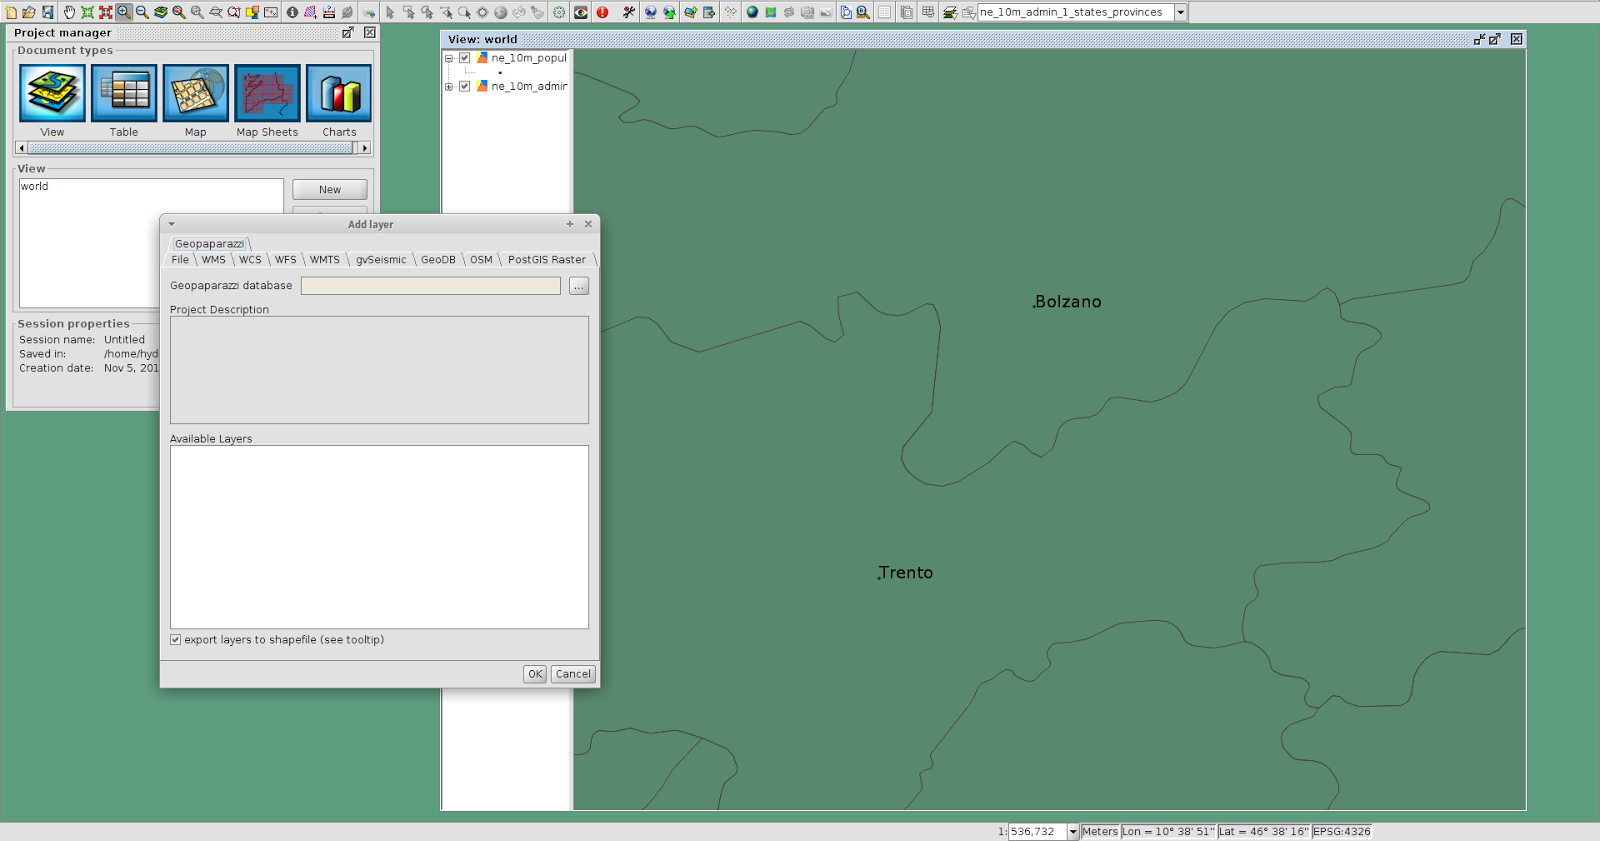 ne_10m_admin_1_states_provinces
Project manager
Document types
View Table Map Map Sheets Charts
View
world
New
Session properties
Session name: Untitled
Saved in: /home/hyd
Creation date: Nov 5, 201
View: world
ne_10m_popul
ne_10m_admin
Add layer
Geopaparazzi
File WMS WCS WFS WMTS gvSeismic GeoDB OSM PostGIS Raster
Geopaparazzi database ...
Project Description
Available Layers
export layers to shapefile (see tooltip)
OK Cancel
Bolzano
Trento
1: 536,732 Meters Lon = 10° 38' 51" Lat = 46° 38' 16" EPSG:4326